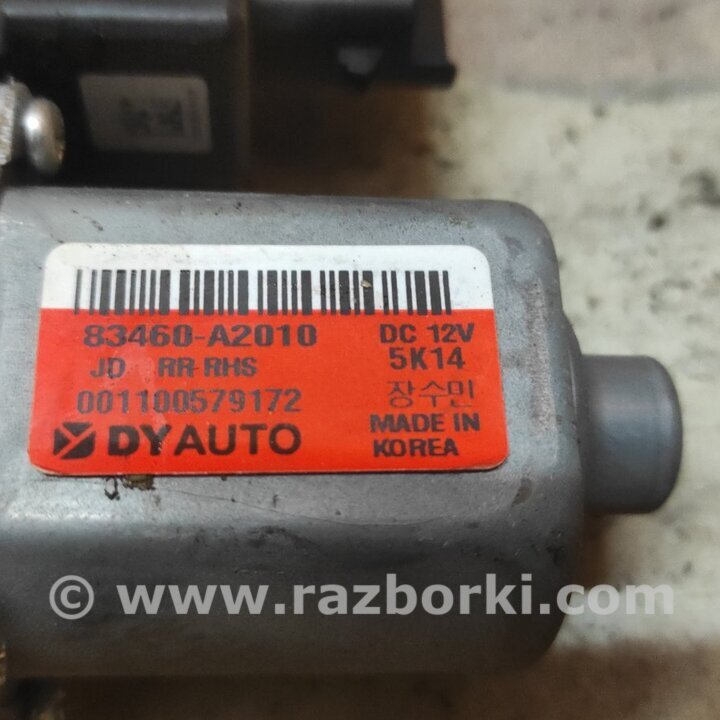 83460-A2010 DC 12V
JD RR-RHS 5K14
001100579172 장수민
DYAUTO MADE IN
KOREA
© www.razborki.com